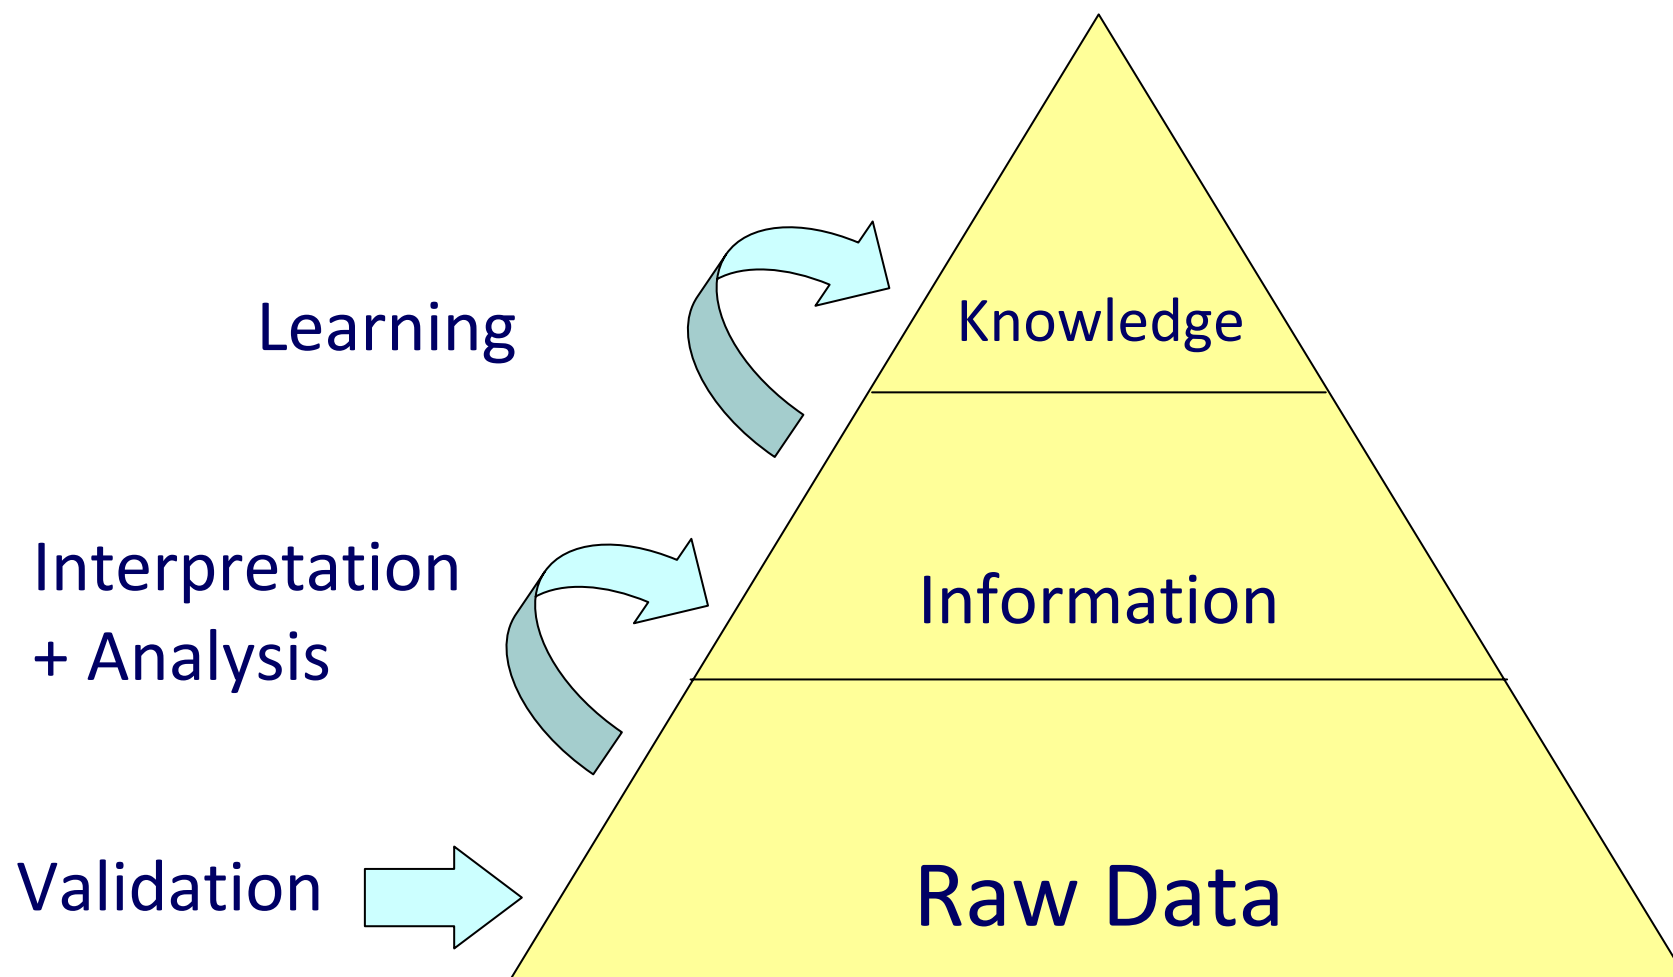 Learning
Knowledge
Interpretation
+ Analysis
Information
Validation
Raw Data